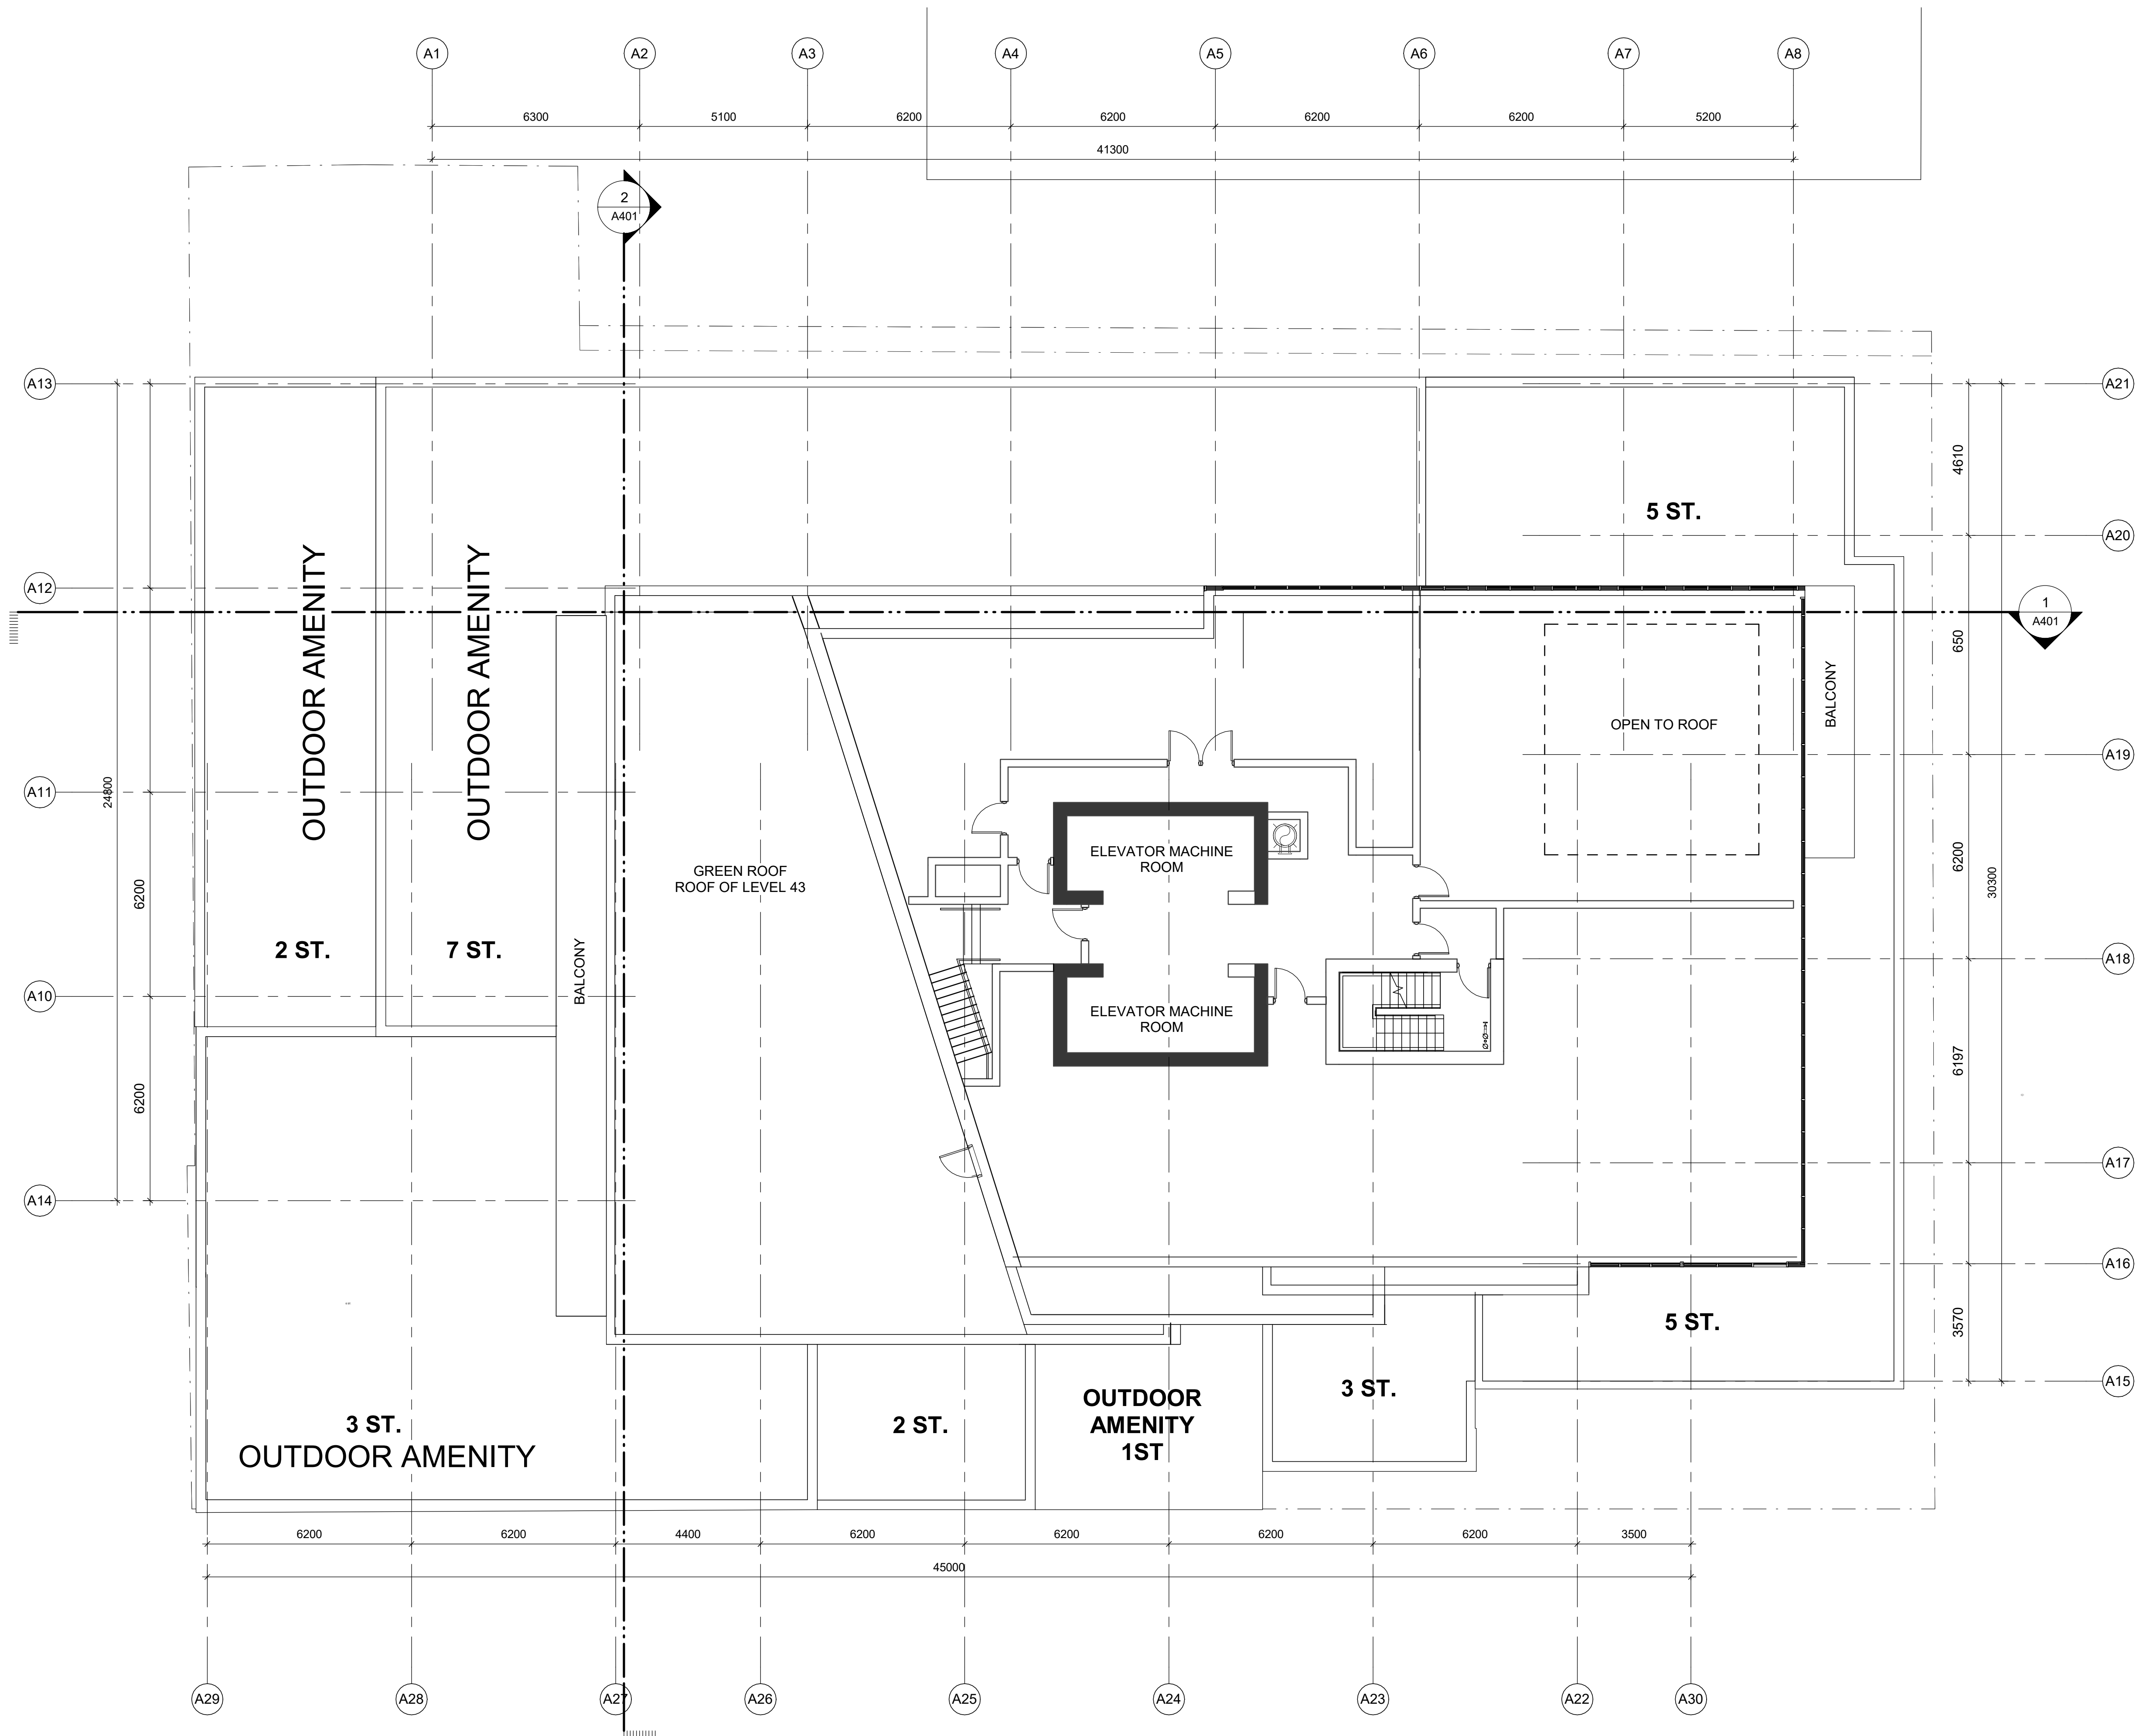 A1
A2
A3
A4
A5
A6
A7
A8
6300
5100
6200
6200
6200
6200
5200
41300
2
A401
A13
A12
A11
A10
A14
24800
6200
6200
A21
A20
A19
A18
A17
A16
A15
4610
650
6200
6197
3570
30300
1
A401
5 ST.
OUTDOOR AMENITY
OUTDOOR AMENITY
OPEN TO ROOF
BALCONY
GREEN ROOF
ROOF OF LEVEL 43
ELEVATOR MACHINE
ROOM
2 ST.
7 ST.
BALCONY
ELEVATOR MACHINE
ROOM
5 ST.
3 ST.
OUTDOOR AMENITY
2 ST.
OUTDOOR
AMENITY
1ST
3 ST.
6200
6200
4400
6200
6200
6200
6200
3500
45000
A29
A28
A27
A26
A25
A24
A23
A22
A30